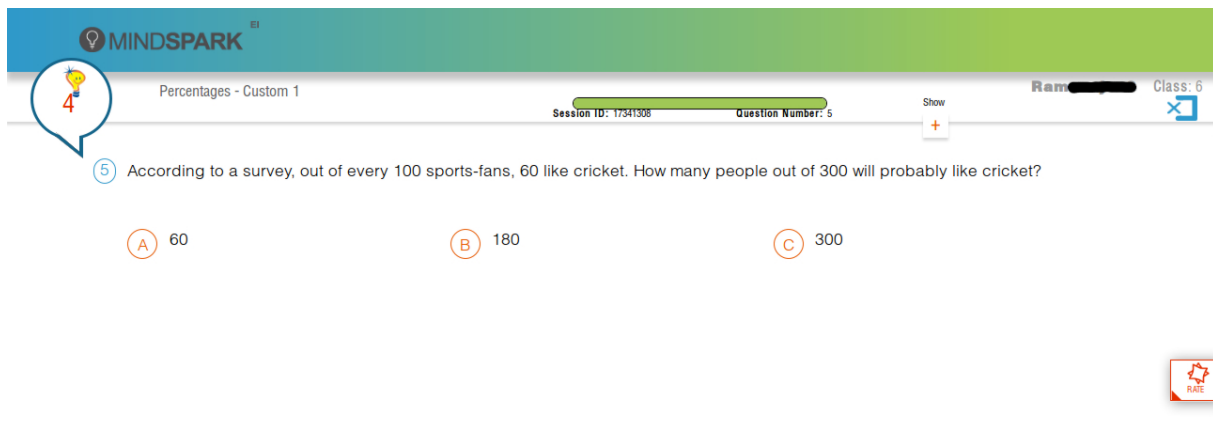 EI
MINDSPARK
4
Percentages - Custom 1
Session ID: 17341308
Question Number: 5
Show
+
Ram
Class: 6
5 According to a survey, out of every 100 sports-fans, 60 like cricket. How many people out of 300 will probably like cricket?
A 60
B 180
C 300
RATE